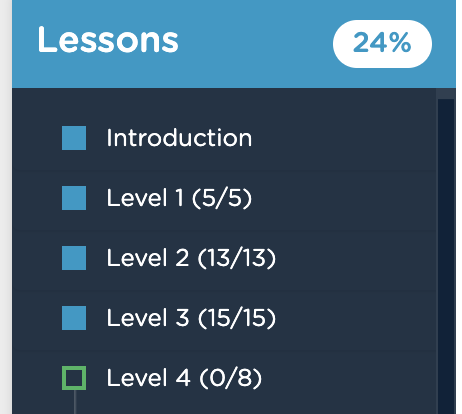 Lessons 24%
Introduction
Level 1 (5/5)
Level 2 (13/13)
Level 3 (15/15)
Level 4 (0/8)